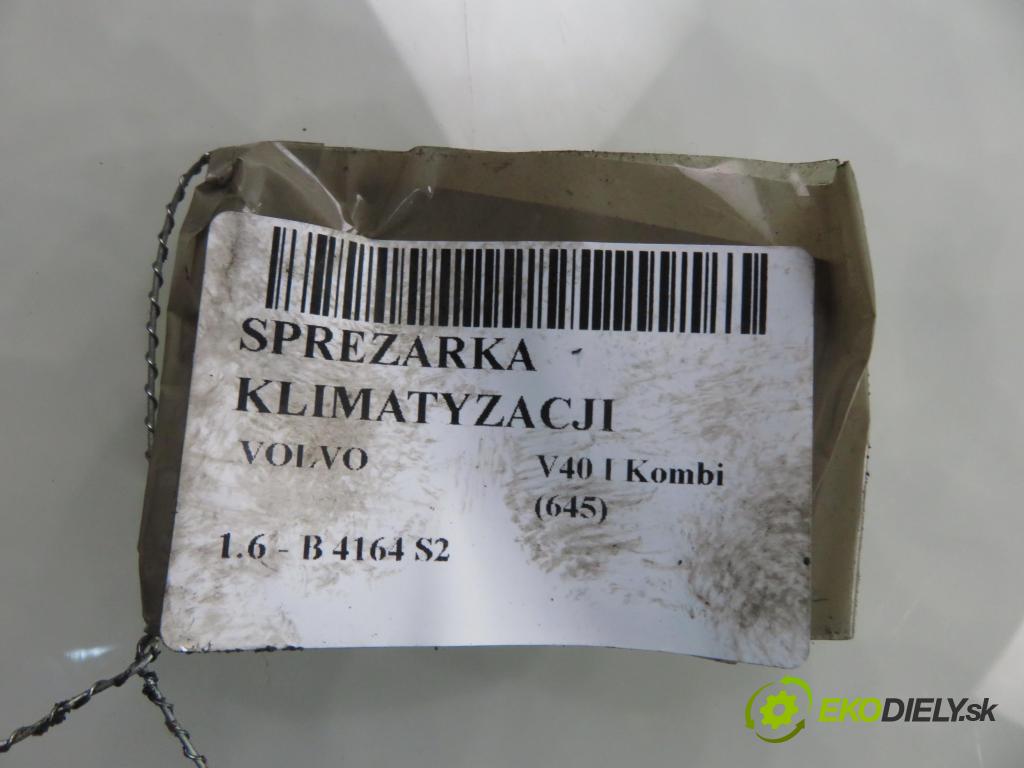 SPREZARKA
KLIMATYZACJI
VOLVO V40 I Kombi
(645)
1.6 - B 4164 S2
EKODIELY.sk